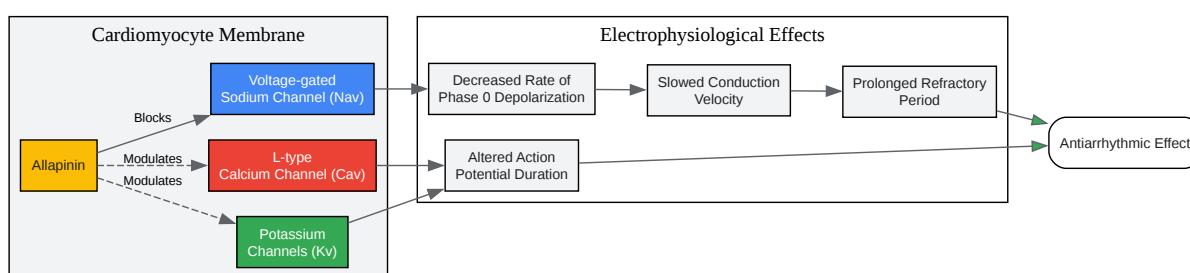 Cardiomyocyte Membrane
Electrophysiological Effects
Voltage-gated
Sodium Channel (Nav)
Decreased Rate of
Phase 0 Depolarization
Slowed Conduction
Velocity
Prolonged Refractory
Period
Blocks
Allapinin
Modulates
L-type
Calcium Channel (Cav)
Altered Action
Potential Duration
Antiarrhythmic Effect
Modulates
Potassium
Channels (Kv)